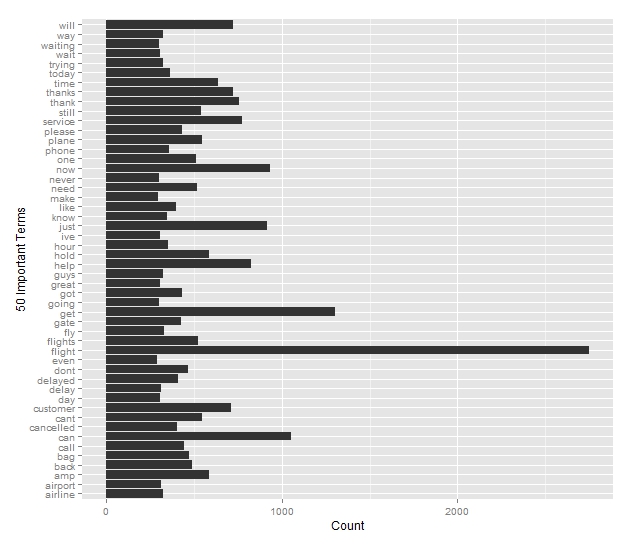 will
way
waiting
wait
trying
today
time
thanks
thank
still
service
please
plane
phone
one
now
never
need
make
like
know
just
ive
hour
hold
help
guys
great
got
going
get
gate
fly
flights
flight
even
dont
delayed
delay
day
customer
cant
cancelled
can
call
bag
back
amp
airport
airline
50 Important Terms
0 1000 2000
Count